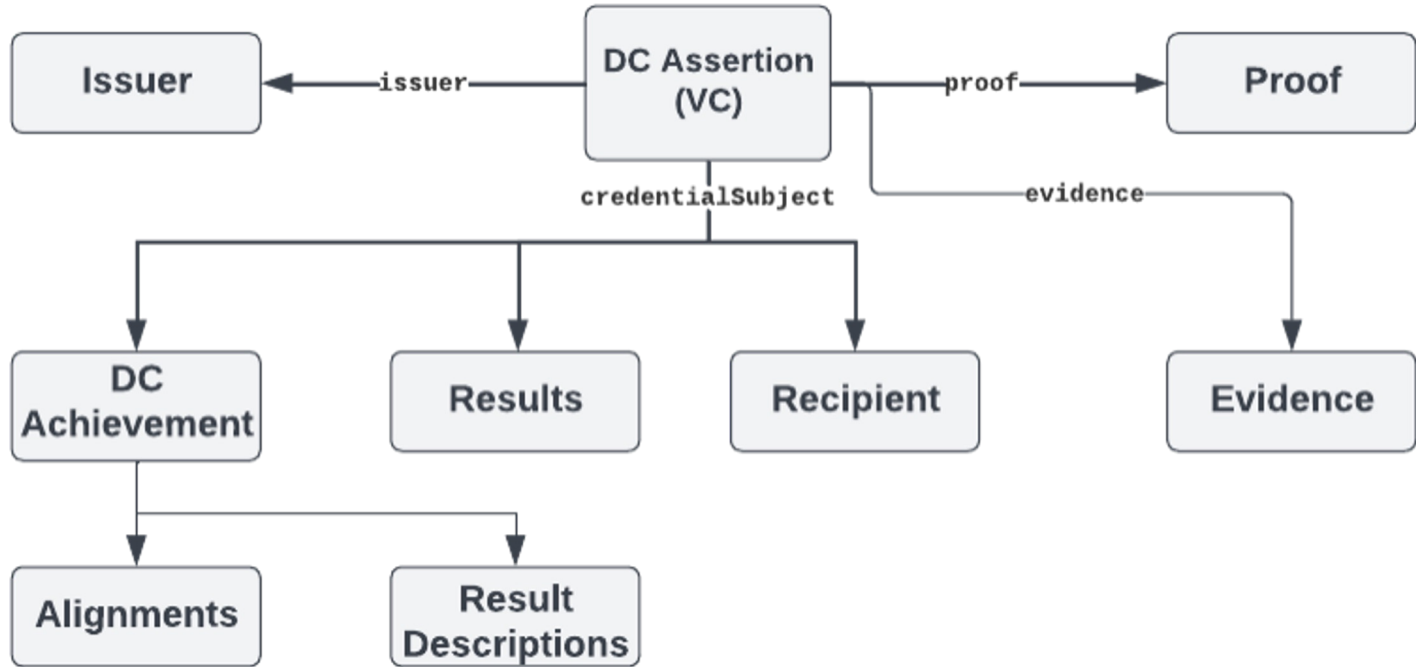 Issuer
issuer
DC Assertion
(VC)
proof
Proof
credentialSubject
evidence
DC
Achievement
Results
Recipient
Evidence
Alignments
Result
Descriptions